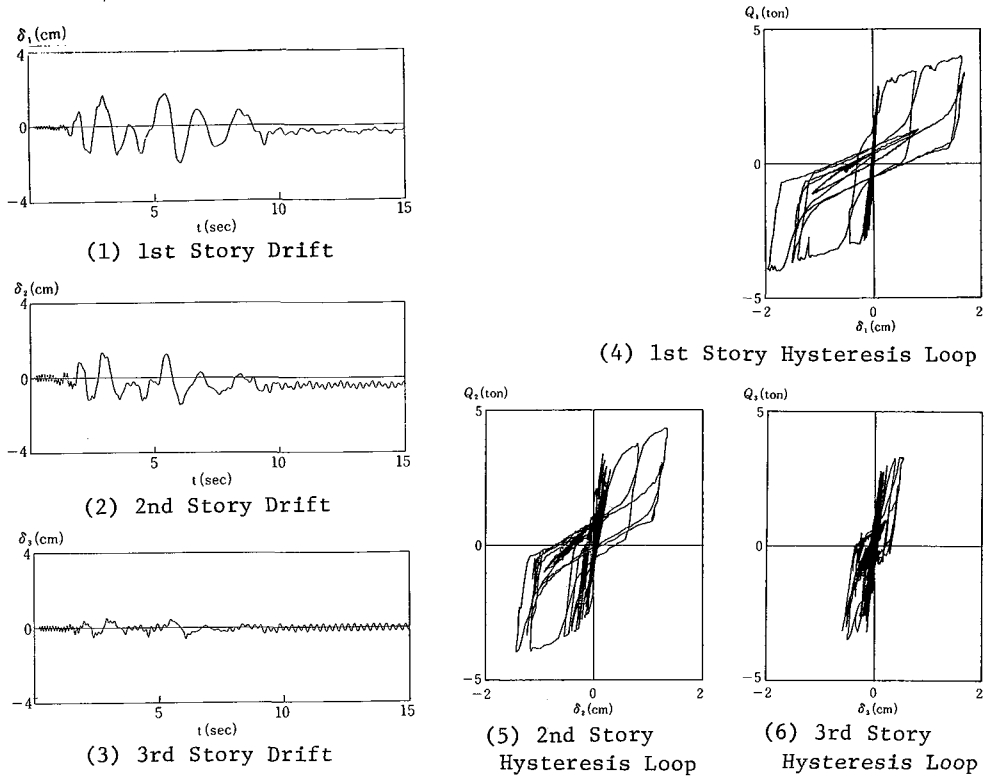 δ₁(cm)
4
0
−4
5
10
15
t(sec)
(1) 1st Story Drift
δ₂(cm)
4
0
−4
5
10
15
t(sec)
(2) 2nd Story Drift
δ₃(cm)
4
0
−4
5
10
15
t(sec)
(3) 3rd Story Drift
Q₁(ton)
5
0
−5
−2
0
2
δ₁(cm)
(4) 1st Story Hysteresis Loop
Q₂(ton)
5
0
−5
−2
0
2
δ₂(cm)
(5) 2nd Story
Hysteresis Loop
Q₃(ton)
5
0
−5
−2
0
2
δ₃(cm)
(6) 3rd Story
Hysteresis Loop